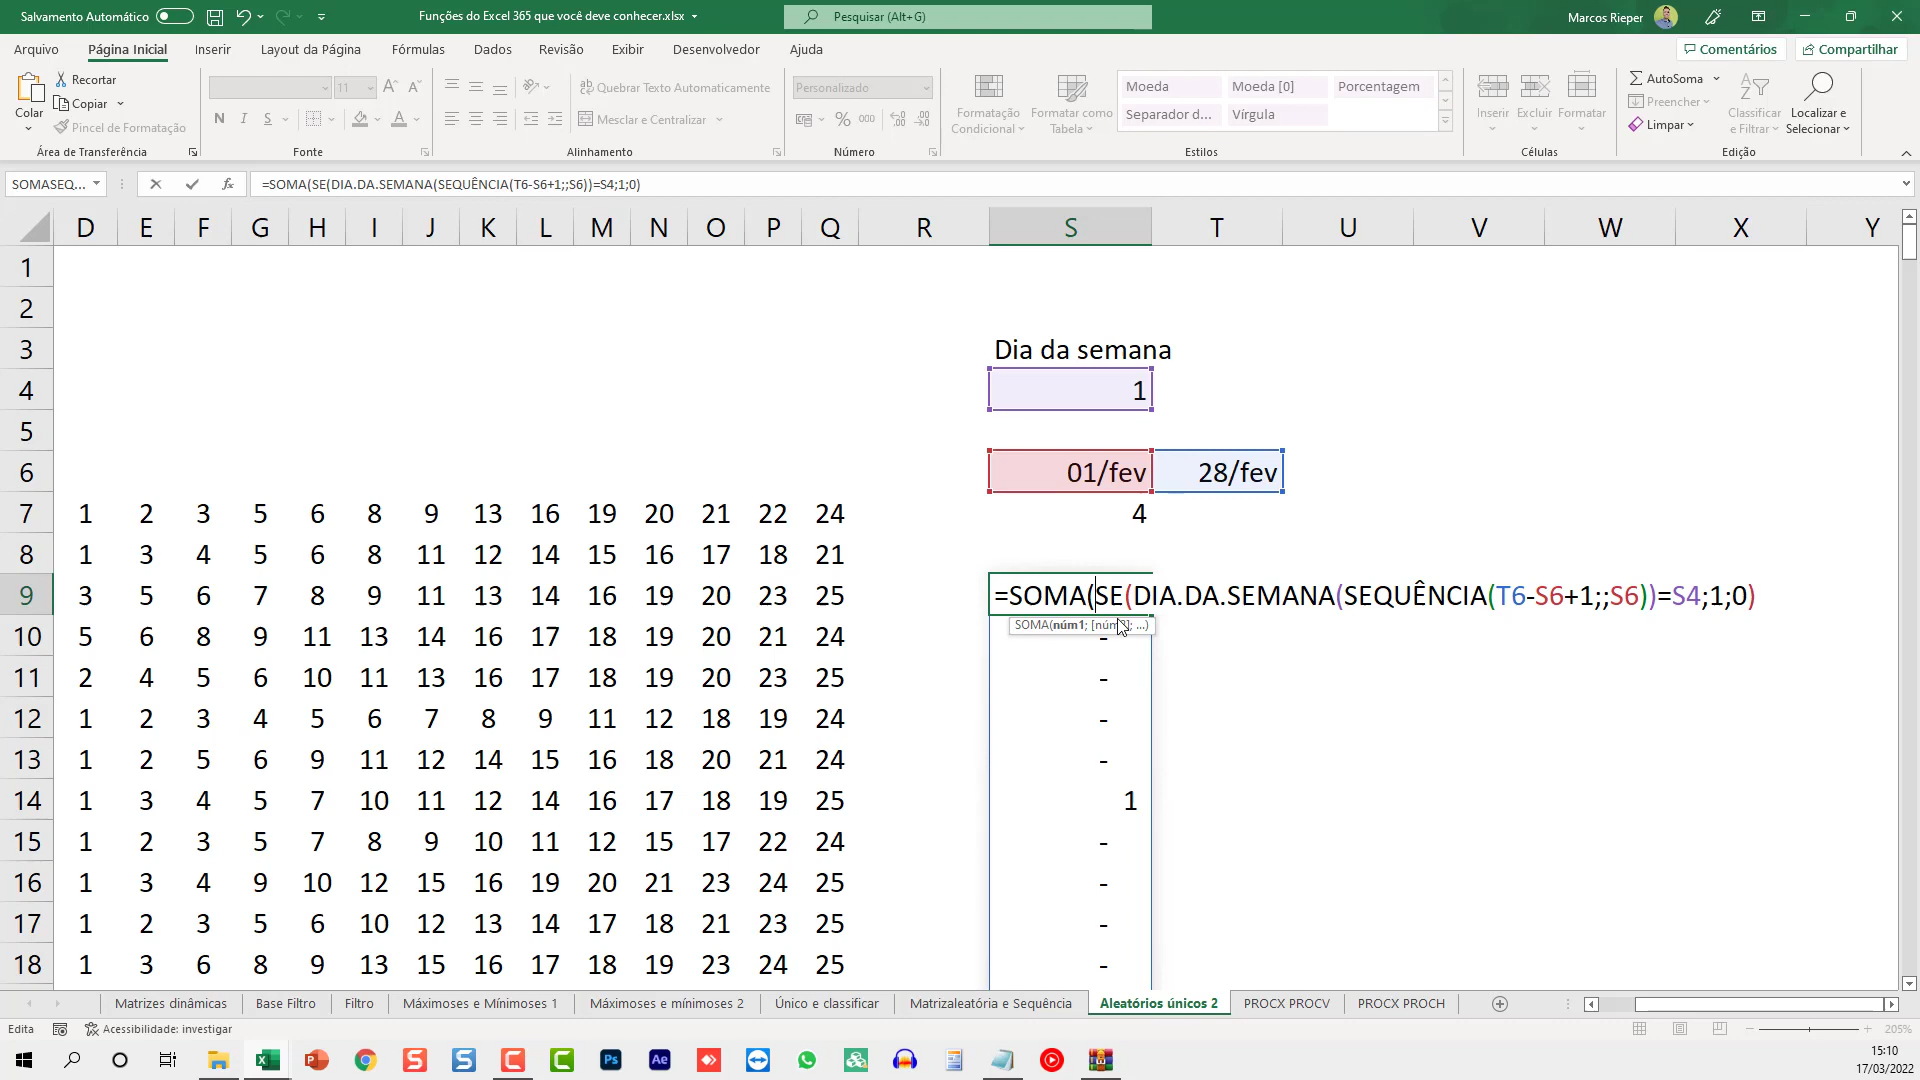 Salvamento Automático
Funções do Excel 365 que você deve conhecer.xlsx
Pesquisar (Alt+G)
Marcos Rieper
Arquivo Página Inicial Inserir Layout da Página Fórmulas Dados Revisão Exibir Desenvolvedor Ajuda
Comentários Compartilhar
Colar
Recortar
Copiar
Pincel de Formatação
Área de Transferência
11
N I S
Fonte
Quebrar Texto Automaticamente
Mesclar e Centralizar
Alinhamento
Personalizado
% 000
Número
Formatação Condicional
Formatar como Tabela
Moeda Moeda [0] Porcentagem
Separador d... Vírgula
Estilos
Inserir Excluir Formatar
Células
AutoSoma
Preencher
Limpar
Classificar e Filtrar
Localizar e Selecionar
Edição
SOMASEQ... fx =SOMA(SE(DIA.DA.SEMANA(SEQUÊNCIA(T6-S6+1;;S6))=S4;1;0)
D E F G H I J K L M N O P Q R S T U V W X Y
1
2
3 Dia da semana
4 1
5
6 01/fev 28/fev
7 1 2 3 5 6 8 9 13 16 19 20 21 22 24 4
8 1 3 4 5 6 8 11 12 14 15 16 17 18 21
9 3 5 6 7 8 9 13 14 15 16 19 20 23 25 =SOMA(SE(DIA.DA.SEMANA(SEQUÊNCIA(T6-S6+1;;S6))=S4;1;0)
SOMA(núm1; [núm2]; ...)
10 5 6 8 9 11 13 14 16 17 18 19 20 21 24 -
11 2 4 5 6 10 11 13 16 17 18 19 20 23 25 -
12 1 2 3 4 5 6 7 8 9 11 12 18 19 24 -
13 1 2 5 6 9 11 12 14 15 16 18 20 21 24 -
14 1 3 4 5 7 10 11 12 14 16 17 18 19 25 1
15 1 2 3 5 7 8 9 10 11 12 15 17 22 24 -
16 1 3 4 9 10 12 15 16 19 20 21 23 24 25 -
17 1 2 3 5 6 10 12 13 14 17 18 21 23 25 -
18 1 3 6 8 9 13 15 16 17 18 19 23 24 25 -
Matrizes dinâmicas Base Filtro Filtro Máximoses e Mínimoses 1 Máximoses e mínimoses 2 Único e classificar Matrizaleatória e Sequência Aleatórios únicos 2 PROCX PROCV PROCX PROCH
Edita Acessibilidade: investigar 205%
15:10
17/03/2022